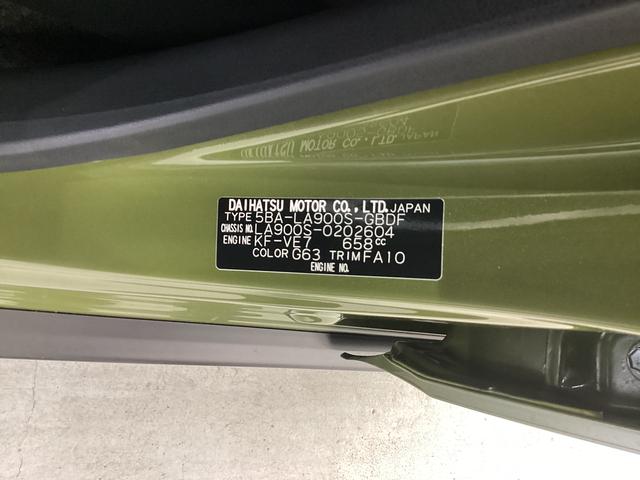 DAIHATSU MOTOR CO.,LTD. JAPAN
TYPE 5BA-LA900S-GBDF
CHASSIS NO. LA900S-0202604
ENGINE KF-VE7 658CC
COLOR G63 TRIM FA10
ENGINE NO.